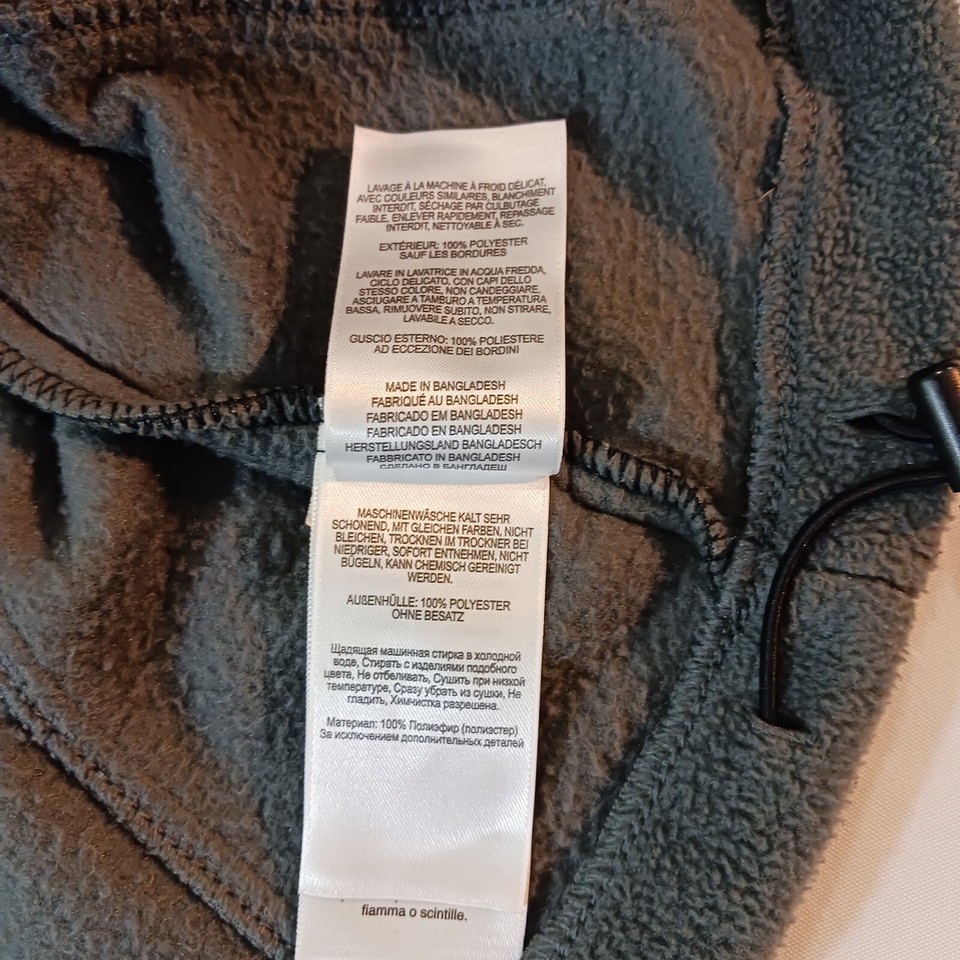 LAVAGE À LA MACHINE À FROID DÉLICAT,
AVEC COULEURS SIMILAIRES, BLANCHIMENT
INTERDIT, SÉCHAGE PAR CULBUTAGE
FAIBLE, ENLEVER RAPIDEMENT, REPASSAGE
INTERDIT, NETTOYABLE À SEC.
EXTÉRIEUR: 100% POLYESTER
SAUF LES BORDURES
LAVARE IN LAVATRICE IN ACQUA FREDDA,
CICLO DELICATO, CON CAPI DELLO
STESSO COLORE, NON CANDEGGIARE,
ASCIUGARE A TAMBURO A TEMPERATURA
BASSA, RIMUOVERE SUBITO, NON STIRARE,
LAVABILE A SECCO.
GUSCIO ESTERNO: 100% POLIESTERE
AD ECCEZIONE DEI BORDINI
MADE IN BANGLADESH
FABRIQUÉ AU BANGLADESH
FABRICADO EM BANGLADESH
FABRICADO EN BANGLADESH
HERSTELLUNGSLAND BANGLADESCH
FABBRICATO IN BANGLADESH
СДЕЛАНО В БАНГЛАДЕШ
MASCHINENWÄSCHE KALT SEHR
SCHONEND, MIT GLEICHEN FARBEN, NICHT
BLEICHEN, TROCKNEN IM TROCKNER BEI
NIEDRIGER, SOFORT ENTNEHMEN, NICHT
BÜGELN, KANN CHEMISCH GEREINIGT
WERDEN.
AUßENHÜLLE: 100% POLYESTER
OHNE BESATZ
Щадящая машинная стирка в холодной
воде, Стирать с изделиями подобного
цвета, Не отбеливать, Сушить при низкой
температуре, Сразу убрать из сушки, Не
гладить, Химчистка разрешена.
Материал: 100% Полиэфир (полиэстер)
За исключением дополнительных деталей
fiamma o scintille.